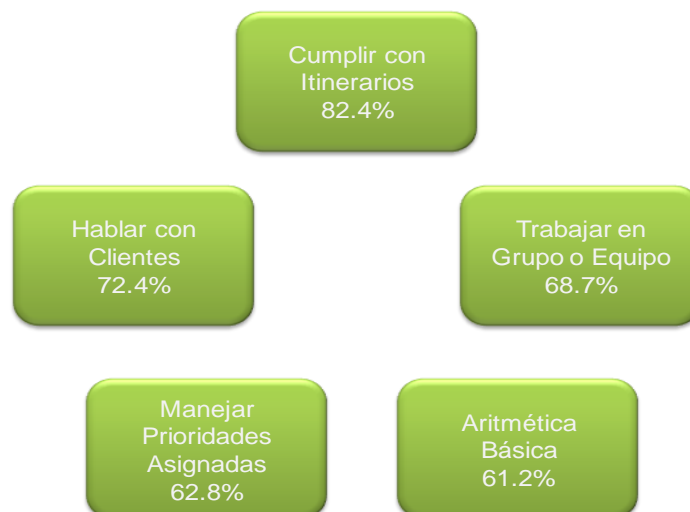 Cumplir con
Itinerarios
82.4%
Hablar con
Clientes
72.4%
Trabajar en
Grupo o Equipo
68.7%
Manejar
Prioridades
Asignadas
62.8%
Aritmética
Básica
61.2%